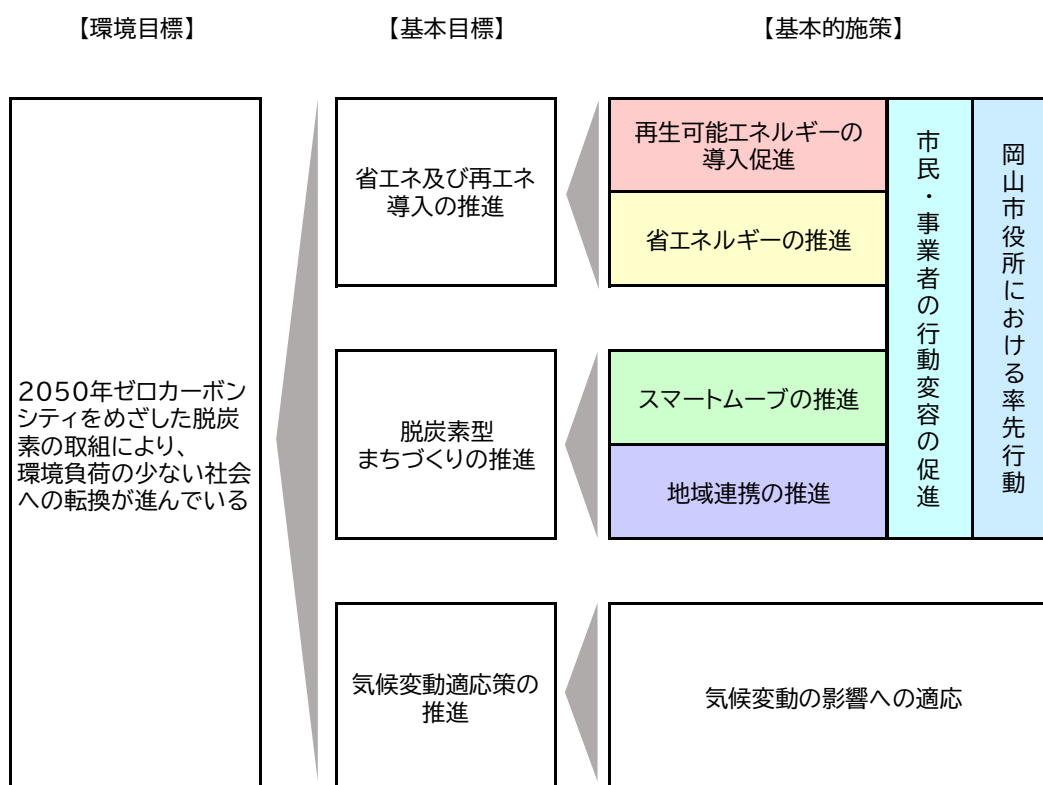 【環境目標】
【基本目標】
【基本的施策】
2050年ゼロカーボン
シティをめざした脱炭
素の取組により、
環境負荷の少ない社会
への転換が進んでいる
省エネ及び再エネ
導入の推進
再生可能エネルギーの
導入促進
省エネルギーの推進
脱炭素型
まちづくりの推進
スマートムーブの推進
地域連携の推進
市民・事業者の行動変容の促進
岡山市役所における率先行動
気候変動適応策の
推進
気候変動の影響への適応